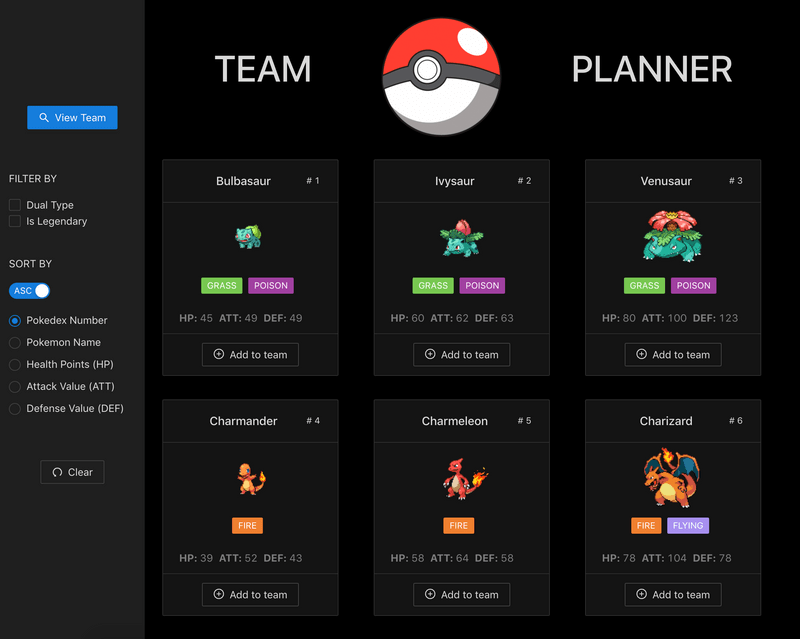 TEAM PLANNER
View Team
FILTER BY
Dual Type
Is Legendary
SORT BY
ASC
Pokedex Number
Pokemon Name
Health Points (HP)
Attack Value (ATT)
Defense Value (DEF)
Clear
Bulbasaur # 1
GRASS POISON
HP: 45 ATT: 49 DEF: 49
Add to team
Ivysaur # 2
GRASS POISON
HP: 60 ATT: 62 DEF: 63
Add to team
Venusaur # 3
GRASS POISON
HP: 80 ATT: 100 DEF: 123
Add to team
Charmander # 4
FIRE
HP: 39 ATT: 52 DEF: 43
Add to team
Charmeleon # 5
FIRE
HP: 58 ATT: 64 DEF: 58
Add to team
Charizard # 6
FIRE FLYING
HP: 78 ATT: 104 DEF: 78
Add to team